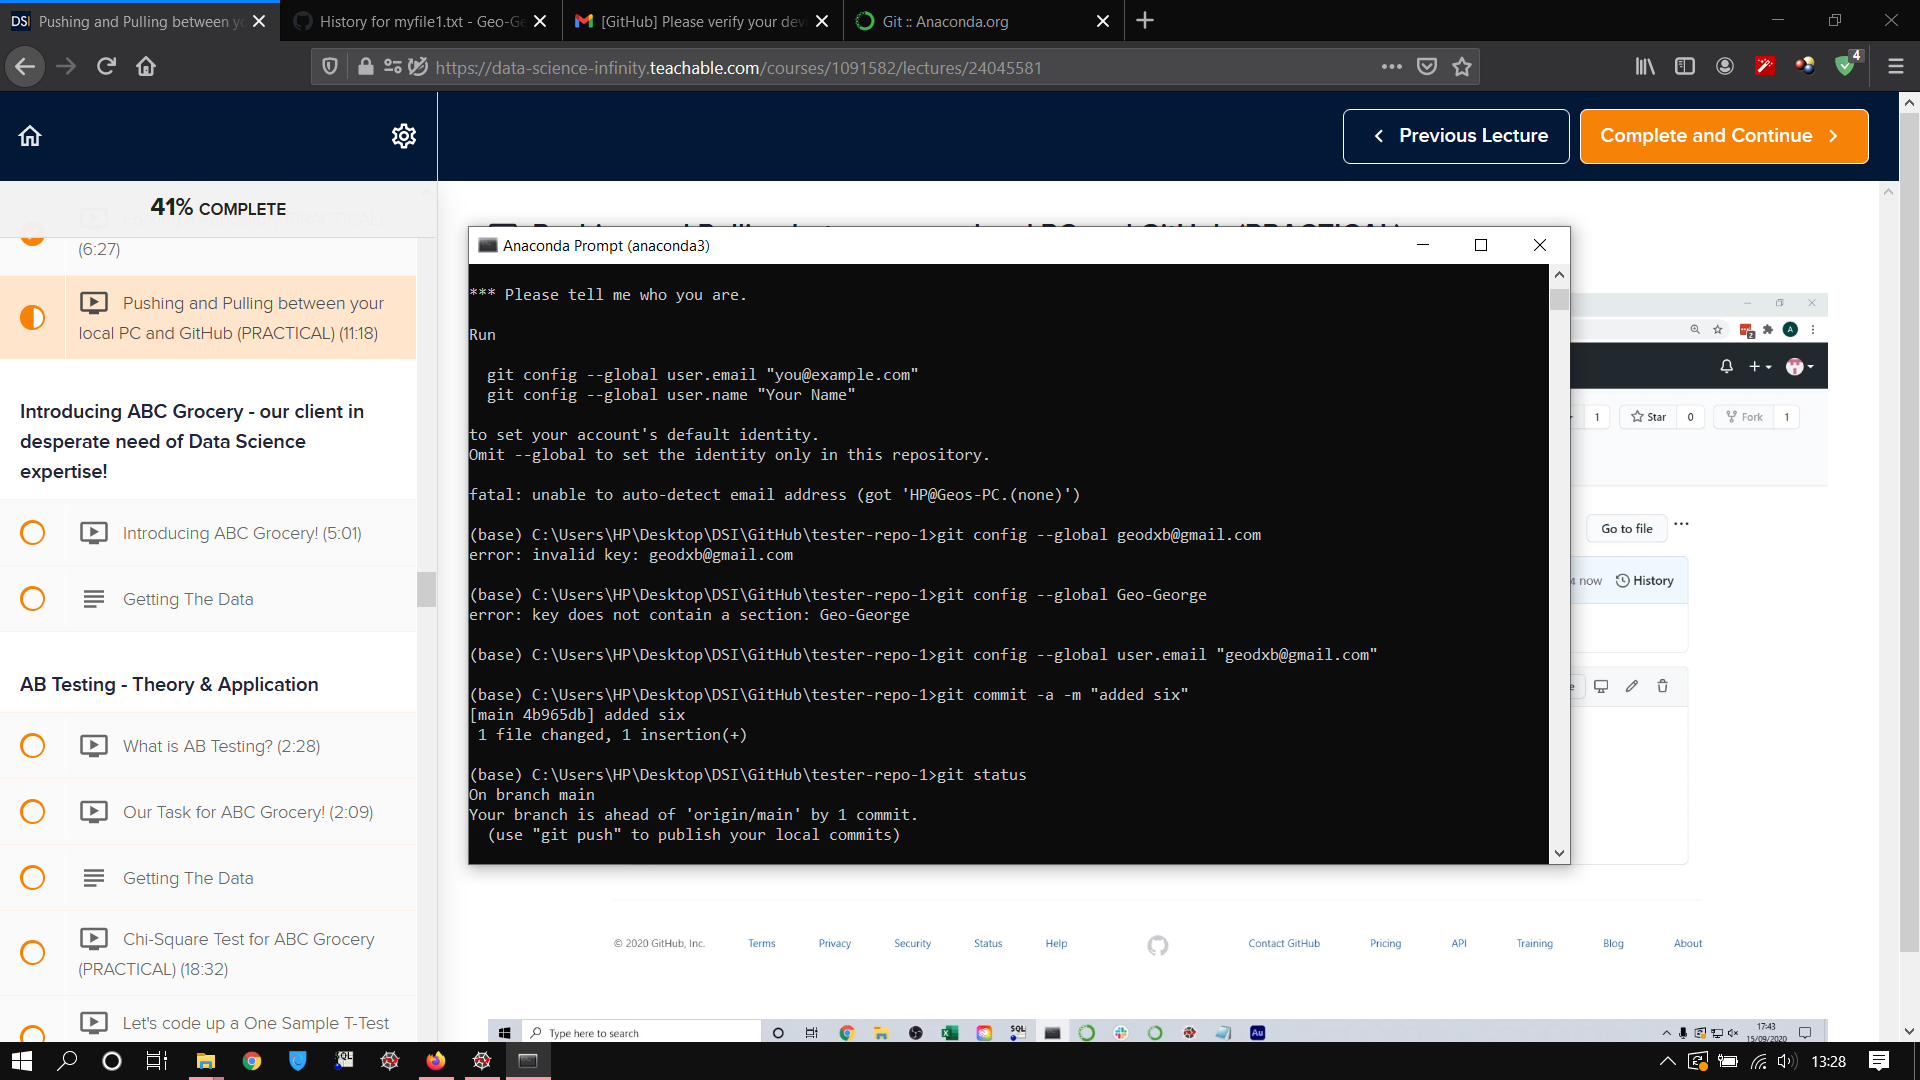 DSI Pushing and Pulling between y
History for myfile1.txt - Geo-Ge
[GitHub] Please verify your dev
Git :: Anaconda.org
https://data-science-infinity.teachable.com/courses/1091582/lectures/24045581
4
Previous Lecture
Complete and Continue
41% COMPLETE
(6:27)
Pushing and Pulling between your
local PC and GitHub (PRACTICAL) (11:18)
Introducing ABC Grocery - our client in
desperate need of Data Science
expertise!
Introducing ABC Grocery! (5:01)
Getting The Data
AB Testing - Theory & Application
What is AB Testing? (2:28)
Our Task for ABC Grocery! (2:09)
Getting The Data
Chi-Square Test for ABC Grocery
(PRACTICAL) (18:32)
Let's code up a One Sample T-Test
Anaconda Prompt (anaconda3)
*** Please tell me who you are.
Run
git config --global user.email "you@example.com"
git config --global user.name "Your Name"
to set your account's default identity.
Omit --global to set the identity only in this repository.
fatal: unable to auto-detect email address (got 'HP@Geos-PC.(none)')
(base) C:\Users\HP\Desktop\DSI\GitHub\tester-repo-1>git config --global geodxb@gmail.com
error: invalid key: geodxb@gmail.com
(base) C:\Users\HP\Desktop\DSI\GitHub\tester-repo-1>git config --global Geo-George
error: key does not contain a section: Geo-George
(base) C:\Users\HP\Desktop\DSI\GitHub\tester-repo-1>git config --global user.email "geodxb@gmail.com"
(base) C:\Users\HP\Desktop\DSI\GitHub\tester-repo-1>git commit -a -m "added six"
[main 4b965db] added six
1 file changed, 1 insertion(+)
(base) C:\Users\HP\Desktop\DSI\GitHub\tester-repo-1>git status
On branch main
Your branch is ahead of 'origin/main' by 1 commit.
(use "git push" to publish your local commits)
A
1 Star 0 Fork 1
Go to file
now History
© 2020 GitHub, Inc. Terms Privacy Security Status Help Contact GitHub Pricing API Training Blog About
Type here to search
SQL
Au
17:43
15/09/2020
13:28